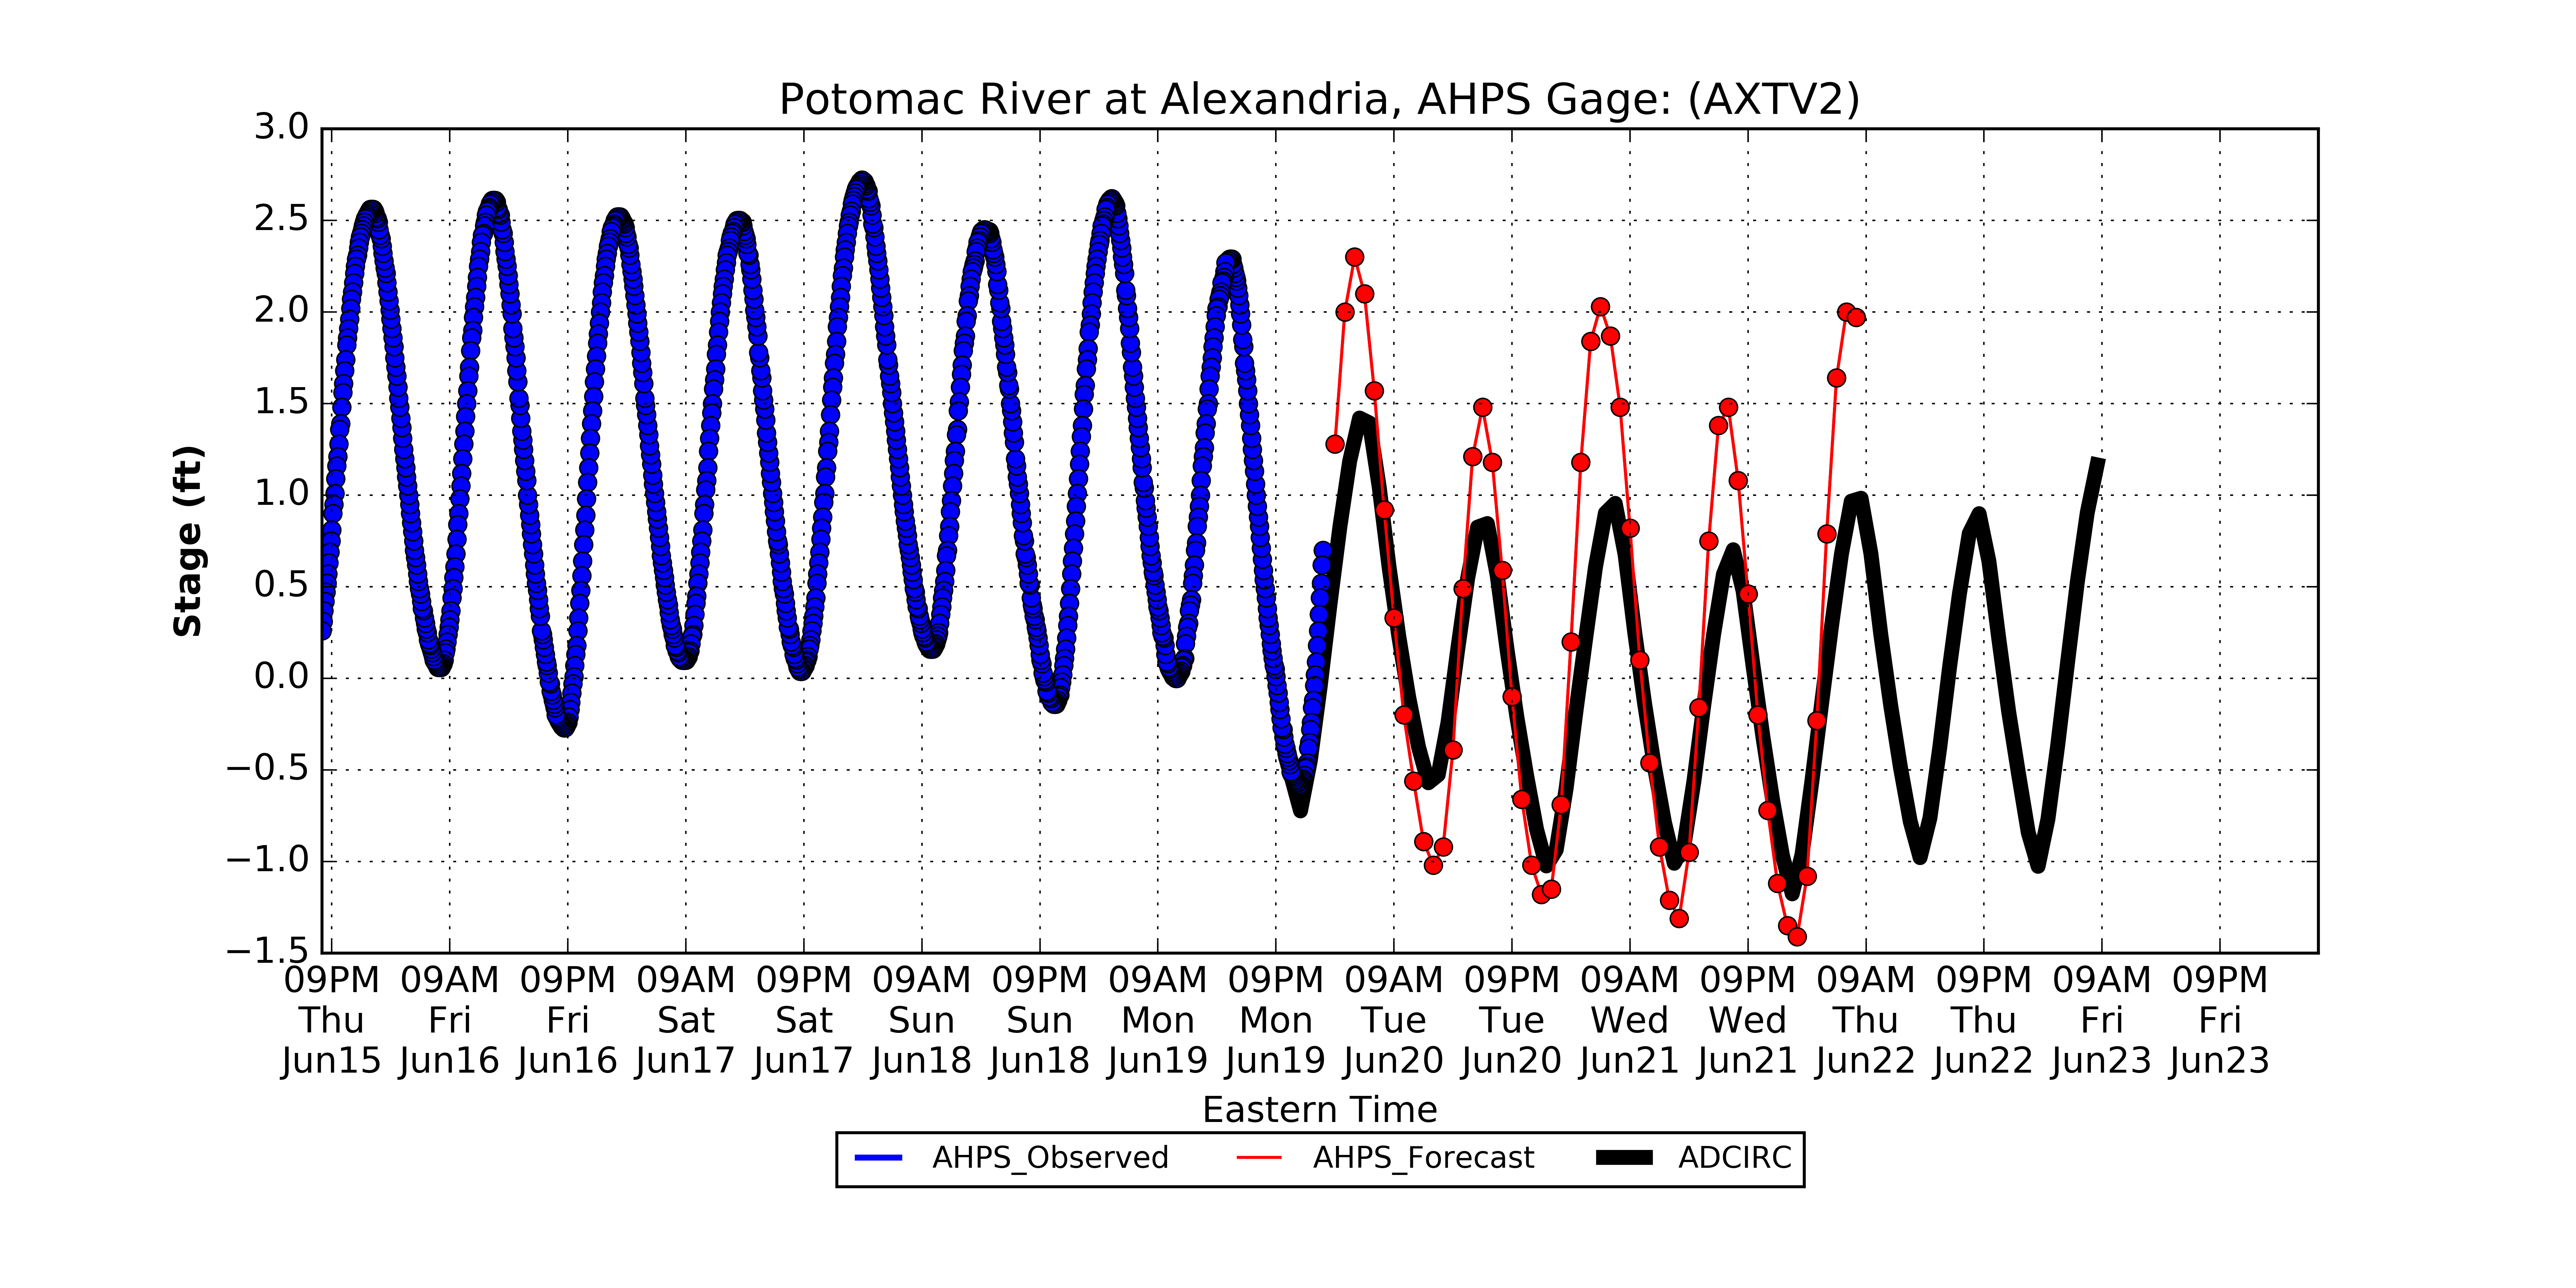 Potomac River at Alexandria, AHPS Gage: (AXTV2)
3.0
2.5
2.0
1.5
1.0
0.5
0.0
−0.5
−1.0
−1.5
Stage (ft)
09PM 09AM 09PM 09AM 09PM 09AM 09PM 09AM 09PM 09AM 09PM 09AM 09PM 09AM 09PM 09AM 09PM
Thu Fri Fri Sat Sat Sun Sun Mon Mon Tue Tue Wed Wed Thu Thu Fri Fri
Jun15 Jun16 Jun16 Jun17 Jun17 Jun18 Jun18 Jun19 Jun19 Jun20 Jun20 Jun21 Jun21 Jun22 Jun22 Jun23 Jun23
Eastern Time
AHPS_Observed AHPS_Forecast ADCIRC